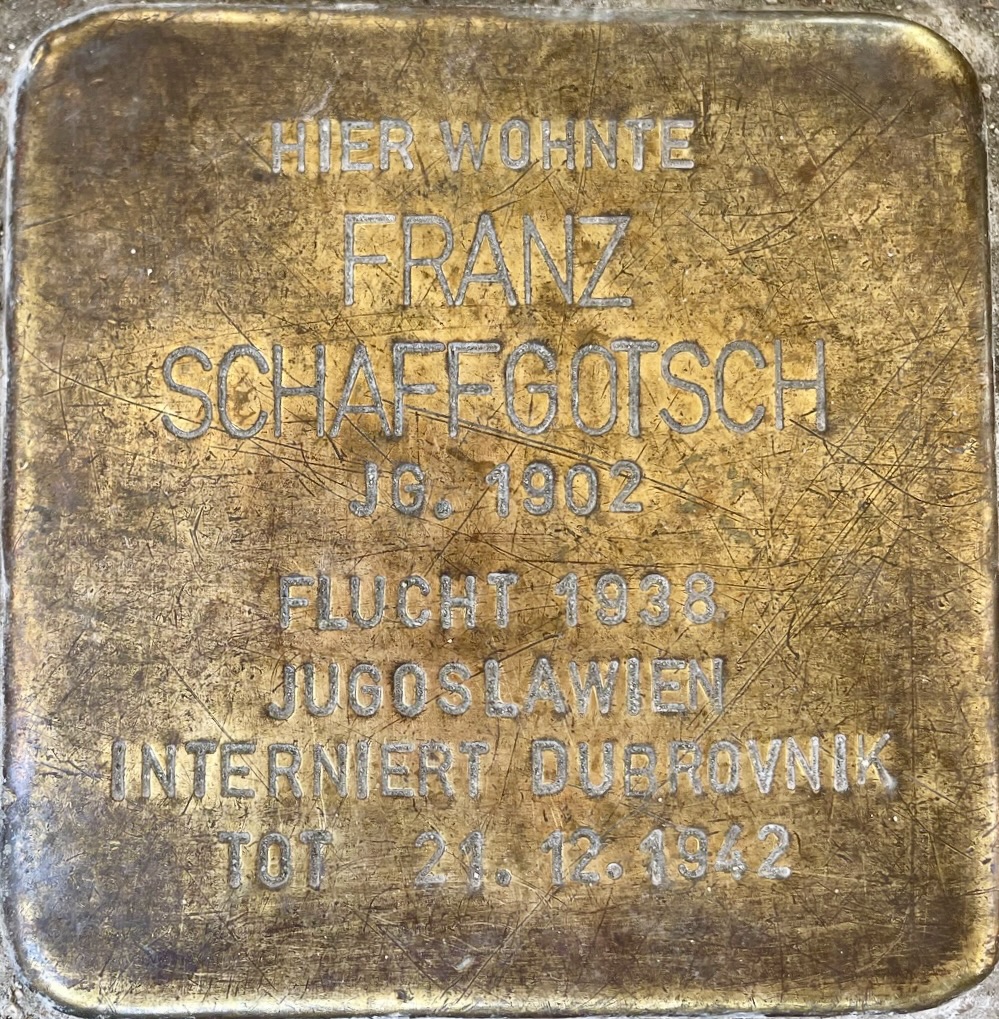 HIER WOHNTE
FRANZ
SCHAFFGOTSCH
JG. 1902
FLUCHT 1938
JUGOSLAWIEN
INTERNIERT DUBROVNIK
TOT 21.12.1942